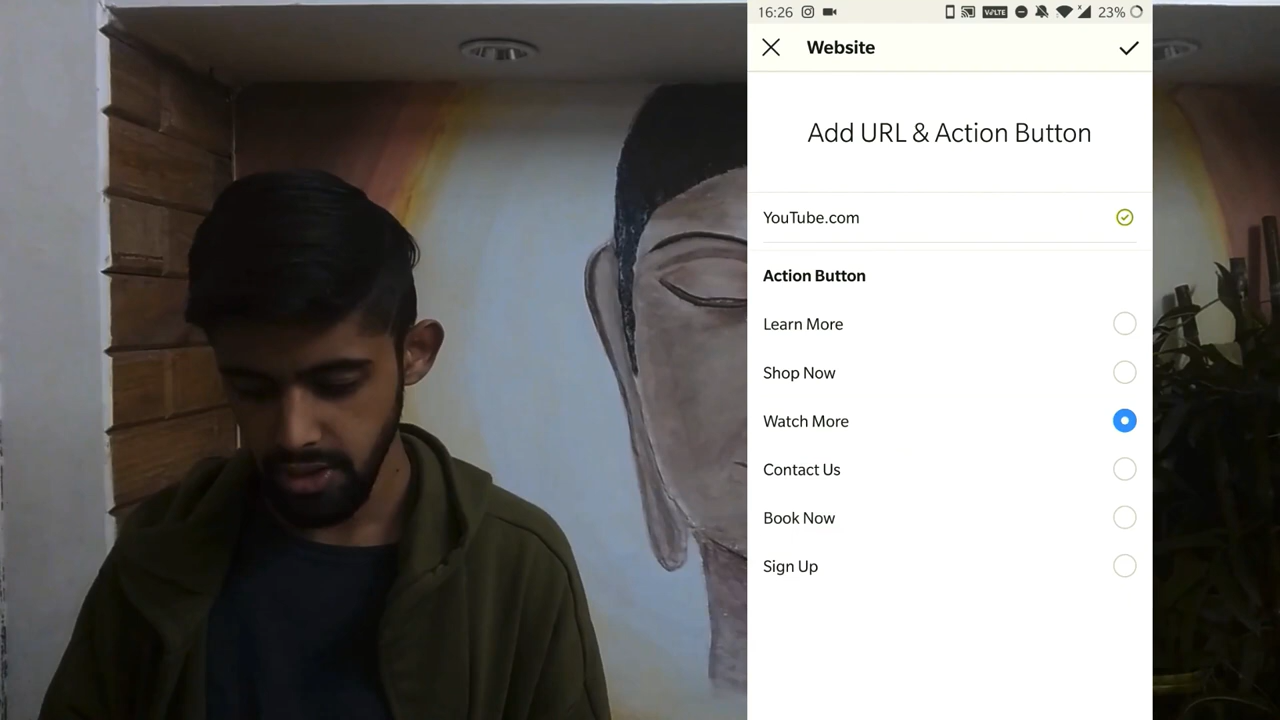 16:26
VoLTE
23%
Website
Add URL & Action Button
YouTube.com
Action Button
Learn More
Shop Now
Watch More
Contact Us
Book Now
Sign Up